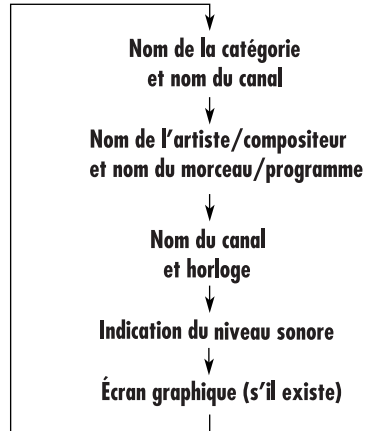 Nom de la catégorie
et nom du canal
Nom de l'artiste/compositeur
et nom du morceau/programme
Nom du canal
et horloge
Indication du niveau sonore
Écran graphique (s'il existe)